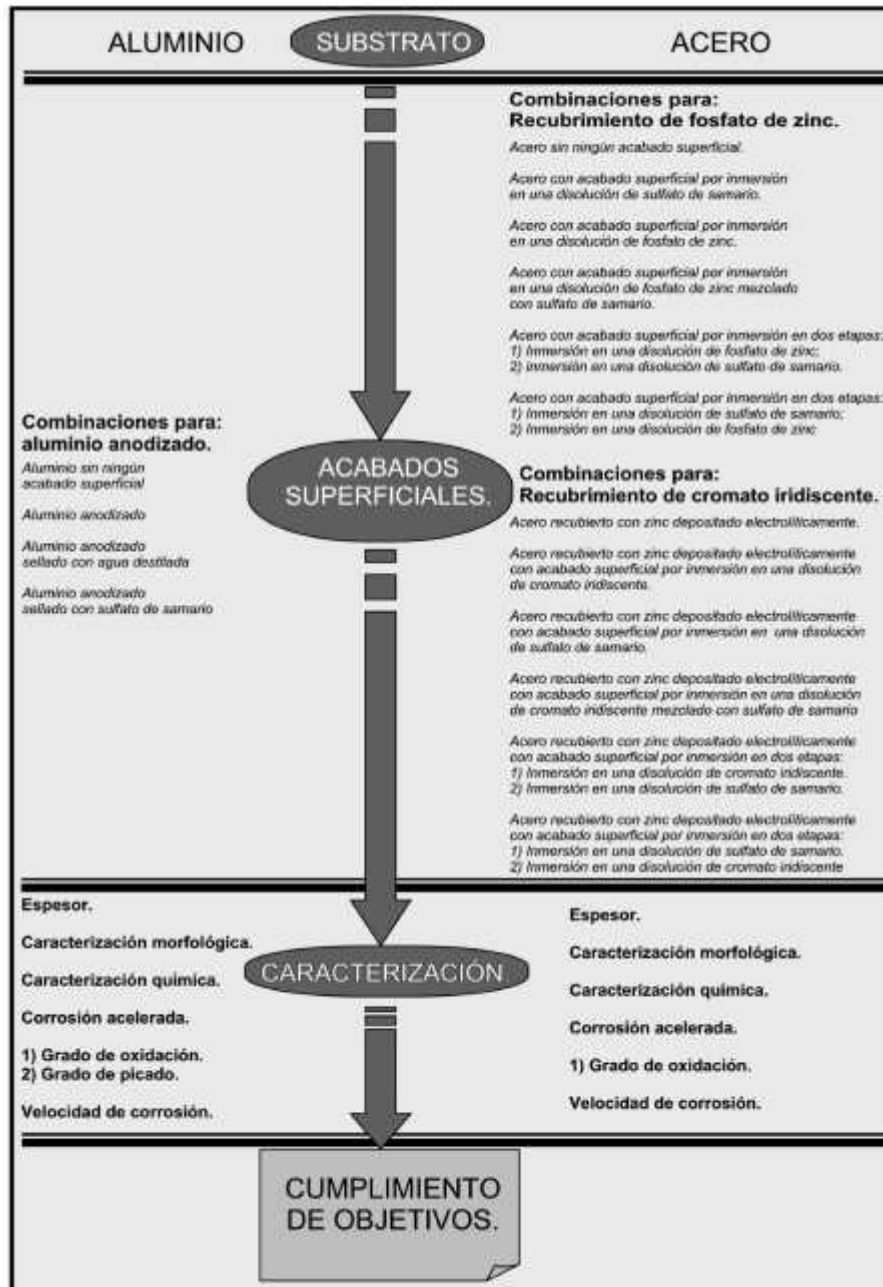 ALUMINIO
SUBSTRATO
ACERO
Combinaciones para:
Recubrimiento de fosfato de zinc.
Acero sin ningún acabado superficial.
Acero con acabado superficial por inmersión
en una disolución de sulfato de samario.
Acero con acabado superficial por inmersión
en una disolución de fosfato de zinc.
Acero con acabado superficial por inmersión
en una disolución de fosfato de zinc mezclado
con sulfato de samario.
Acero con acabado superficial por inmersión en dos etapas:
1) Inmersión en una disolución de fosfato de zinc;
2) inmersión en una disolución de sulfato de samario.
Acero con acabado superficial por inmersión en dos etapas:
1) Inmersión en una disolución de sulfato de samario;
2) Inmersión en una disolución de fosfato de zinc
Combinaciones para:
aluminio anodizado.
Aluminio sin ningún
acabado superficial
Aluminio anodizado
Aluminio anodizado
sellado con agua destilada
Aluminio anodizado
sellado con sulfato de samario
ACABADOS
SUPERFICIALES.
Combinaciones para:
Recubrimiento de cromato iridiscente.
Acero recubierto con zinc depositado electrolíticamente.
Acero recubierto con zinc depositado electrolíticamente
con acabado superficial por inmersión en una disolución
de cromato iridiscente.
Acero recubierto con zinc depositado electrolíticamente
con acabado superficial por inmersión en una disolución
de sulfato de samario.
Acero recubierto con zinc depositado electrolíticamente
con acabado superficial por inmersión en una disolución
de cromato iridiscente mezclado con sulfato de samario
Acero recubierto con zinc depositado electrolíticamente
con acabado superficial por inmersión en dos etapas:
1) Inmersión en una disolución de cromato iridiscente.
2) Inmersión en una disolución de sulfato de samario.
Acero recubierto con zinc depositado electrolíticamente
con acabado superficial por inmersión en dos etapas:
1) Inmersión en una disolución de sulfato de samario.
2) Inmersión en una disolución de cromato iridiscente
Espesor.
Caracterización morfológica.
Caracterización química.
Corrosión acelerada.
1) Grado de oxidación.
2) Grado de picado.
Velocidad de corrosión.
CARACTERIZACIÓN
Espesor.
Caracterización morfológica.
Caracterización química.
Corrosión acelerada.
1) Grado de oxidación.
Velocidad de corrosión.
CUMPLIMIENTO
DE OBJETIVOS.